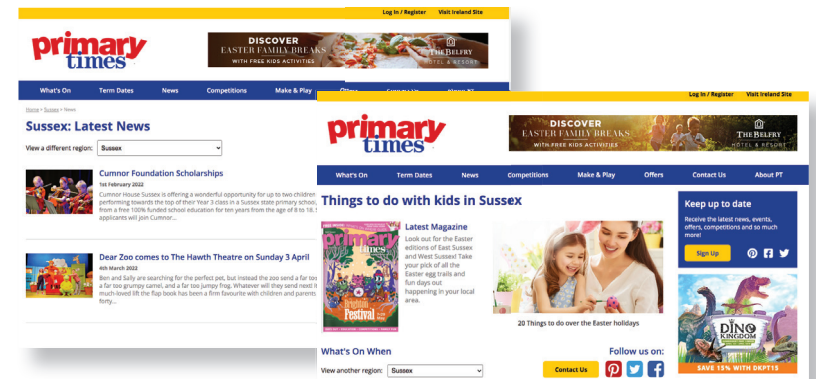 Log In / Register Visit Ireland Site
primary
times
DISCOVER
EASTER FAMILY BREAKS
WITH FREE KIDS ACTIVITIES
THE BELFRY
HOTEL & RESORT
What's On Term Dates News Competitions Make & Play
Home > Sussex > News
Sussex: Latest News
View a different region: Sussex
Cumnor Foundation Scholarships
1st February 2022
Cumnor House Sussex is offering a wonderful opportunity for up to two children
performing towards the top of their Year 3 class in a Sussex state primary school,
from a free 100% funded school education for ten years from the age of 8 to 18.
applicants will join Cumnor...
Dear Zoo comes to The Hawth Theatre on Sunday 3 April
4th March 2022
Ben and Sally are searching for the perfect pet, but instead the zoo send a far too
a far too grumpy camel, and a far too jumpy frog. Whatever will they send next!
much-loved lift the flap book has been a firm favourite with children and parents
forty...
Log In / Register Visit Ireland Site
primary
times
DISCOVER
EASTER FAMILY BREAKS
WITH FREE KIDS ACTIVITIES
THE BELFRY
HOTEL & RESORT
What's On Term Dates News Competitions Make & Play Offers Contact Us About PT
Things to do with kids in Sussex
primary
times
Brighton
Festival
Latest Magazine
Look out for the Easter
editions of East Sussex
and West Sussex! Take
your pick of all the
Easter egg trails and
fun days out
happening in your local
area.
20 Things to do over the Easter holidays
Keep up to date
Receive the latest news, events,
offers, competitions and so much
more!
Sign Up
DINO
KINGDOM
SAVE 15% WITH DKPT15
What's On When
View another region: Sussex
Follow us on:
Contact Us